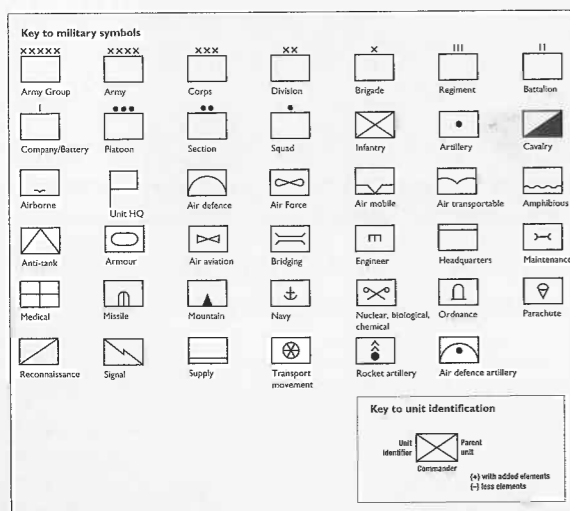 Key to military symbols
XXXXX XXXX XXX XX X III II
Army Group Army Corps Division Brigade Regiment Battalion
I ●●● ●● ●
Company/Battery Platoon Section Squad Infantry Artillery Cavalry
Airborne Unit HQ Air defence Air Force Air mobile Air transportable Amphibious
Anti-tank Armour Air aviation Bridging Engineer Headquarters Maintenance
Medical Missile Mountain Navy Nuclear, biological, Ordnance Parachute
chemical
Reconnaissance Signal Supply Transport Rocket artillery Air defence artillery
movement
Key to unit identification
Unit Parent
identifier unit
Commander
(+) with added elements
(–) less elements